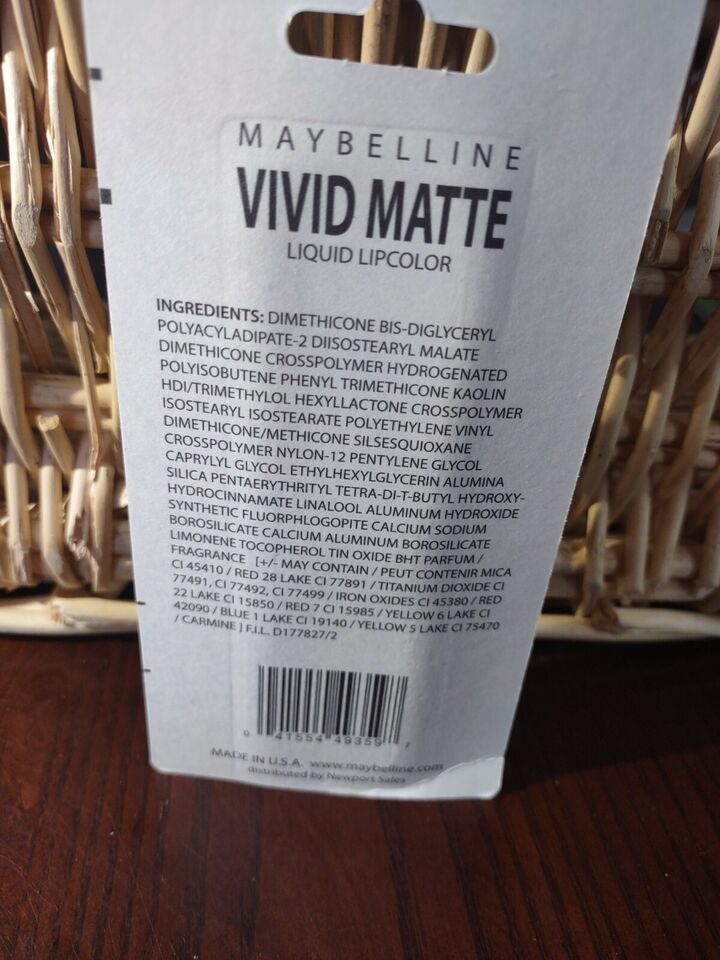 MAYBELLINE
VIVID MATTE
LIQUID LIPCOLOR
INGREDIENTS: DIMETHICONE BIS-DIGLYCERYL
POLYACYLADIPATE-2 DIISOSTEARYL MALATE
DIMETHICONE CROSSPOLYMER HYDROGENATED
POLYISOBUTENE PHENYL TRIMETHICONE KAOLIN
HDI/TRIMETHYLOL HEXYLLACTONE CROSSPOLYMER
ISOSTEARYL ISOSTEARATE POLYETHYLENE VINYL
DIMETHICONE/METHICONE SILSESQUIOXANE
CROSSPOLYMER NYLON-12 PENTYLENE GLYCOL
CAPRYLYL GLYCOL ETHYLHEXYLGLYCERIN ALUMINA
SILICA PENTAERYTHRITYL TETRA-DI-T-BUTYL HYDROXY-
HYDROCINNAMATE LINALOOL ALUMINUM HYDROXIDE
SYNTHETIC FLUORPHLOGOPITE CALCIUM SODIUM
BOROSILICATE CALCIUM ALUMINUM BOROSILICATE
LIMONENE TOCOPHEROL TIN OXIDE BHT PARFUM /
FRAGRANCE [+/- MAY CONTAIN / PEUT CONTENIR MICA
CI 45410 / RED 28 LAKE CI 77891 / TITANIUM DIOXIDE CI
77491, CI 77492, CI 77499 / IRON OXIDES CI 45380 / RED
22 LAKE CI 15850 / RED 7 CI 15985 / YELLOW 6 LAKE CI
42090 / BLUE 1 LAKE CI 19140 / YELLOW 5 LAKE CI 75470
/ CARMINE ] F.I.L. D177827/2
0 41554 49359 7
MADE IN U.S.A. www.maybelline.com
distributed by Newport Sales